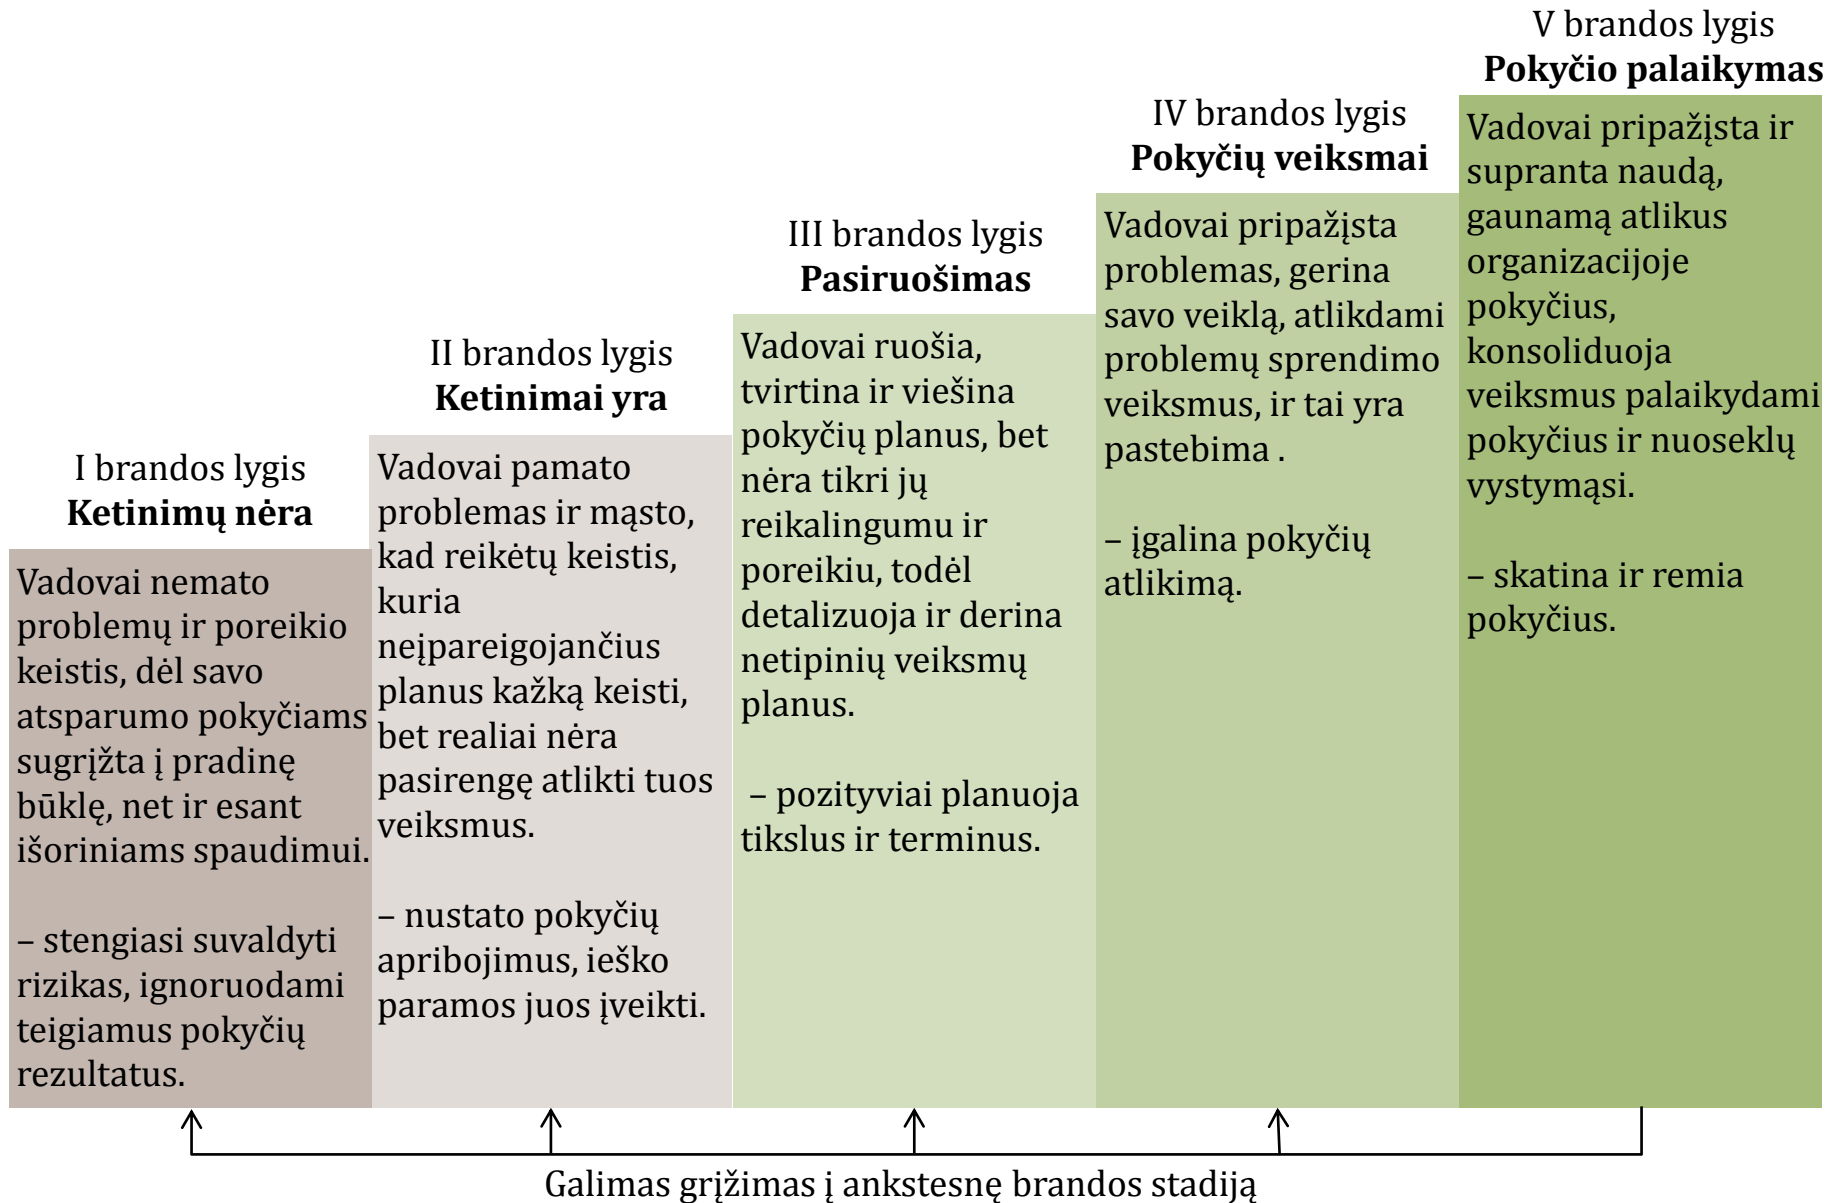 I brandos lygis
Ketinimų nėra
Vadovai nemato
problemų ir poreikio
keistis, dėl savo
atsparumo pokyčiams
sugrįžta į pradinę
būklę, net ir esant
išoriniams spaudimui.
– stengiasi suvaldyti
rizikas, ignoruodami
teigiamus pokyčių
rezultatus.
II brandos lygis
Ketinimai yra
Vadovai pamato
problemas ir mąsto,
kad reikėtų keistis,
kuria
neįpareigojančius
planus kažką keisti,
bet realiai nėra
pasirengę atlikti tuos
veiksmus.
– nustato pokyčių
apribojimus, ieško
paramos juos įveikti.
III brandos lygis
Pasiruošimas
Vadovai ruošia,
tvirtina ir viešina
pokyčių planus, bet
nėra tikri jų
reikalingumu ir
poreikiu, todėl
detalizuoja ir derina
netipinių veiksmų
planus.
– pozityviai planuoja
tikslus ir terminus.
IV brandos lygis
Pokyčių veiksmai
Vadovai pripažįsta
problemas, gerina
savo veiklą, atlikdami
problemų sprendimo
veiksmus, ir tai yra
pastebima .
– įgalina pokyčių
atlikimą.
V brandos lygis
Pokyčio palaikymas
Vadovai pripažįsta ir
supranta naudą,
gaunamą atlikus
organizacijoje
pokyčius,
konsoliduoja
veiksmus palaikydami
pokyčius ir nuoseklų
vystymąsi.
– skatina ir remia
pokyčius.
Galimas grįžimas į ankstesnę brandos stadiją